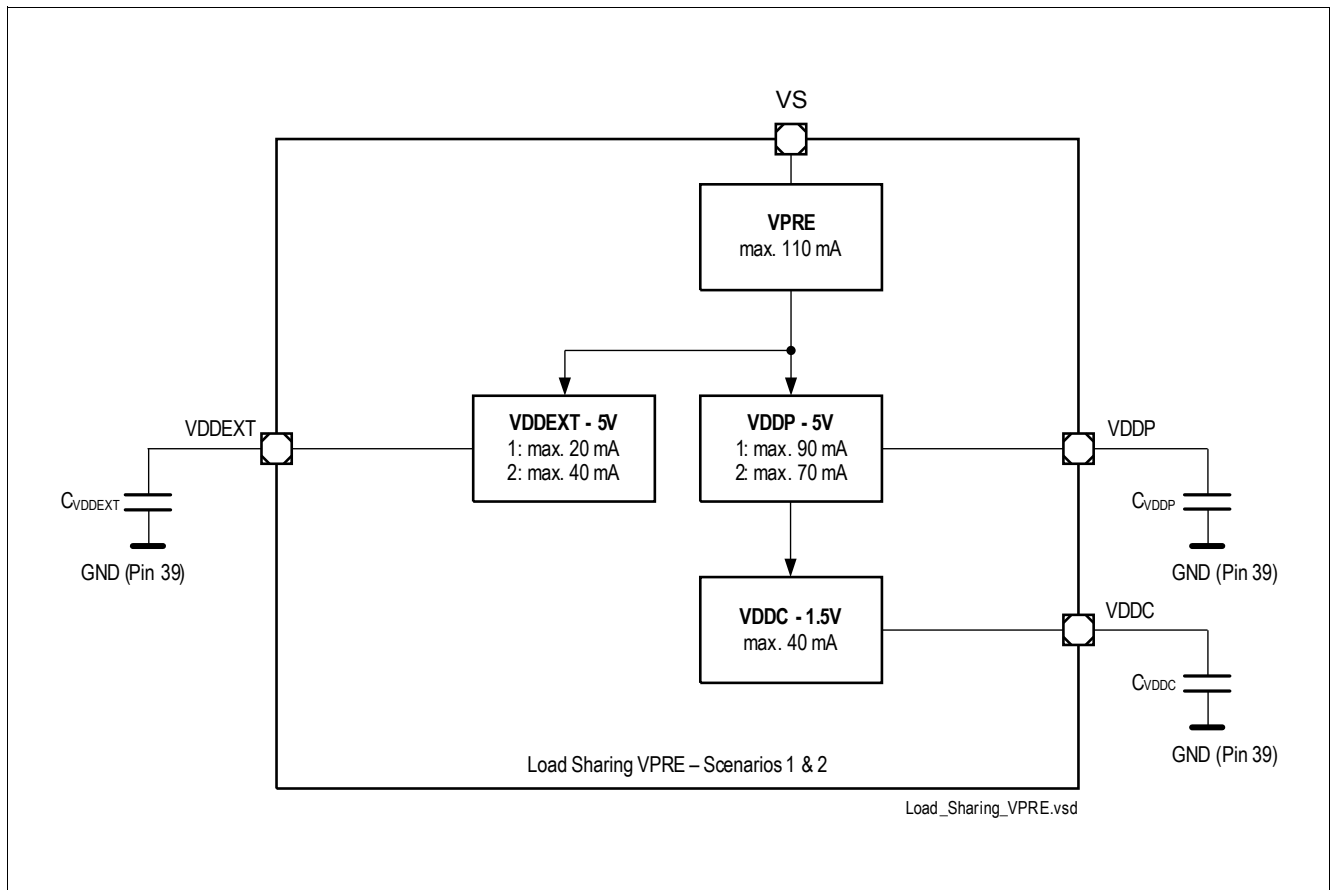 VS
VPRE
max. 110 mA
VDDEXT
VDDEXT - 5V
1: max. 20 mA
2: max. 40 mA
VDDP - 5V
1: max. 90 mA
2: max. 70 mA
VDDP
CVDDEXT
GND (Pin 39)
CVDDP
GND (Pin 39)
VDDC - 1.5V
max. 40 mA
VDDC
CVDDC
GND (Pin 39)
Load Sharing VPRE – Scenarios 1 & 2
Load_Sharing_VPRE.vsd